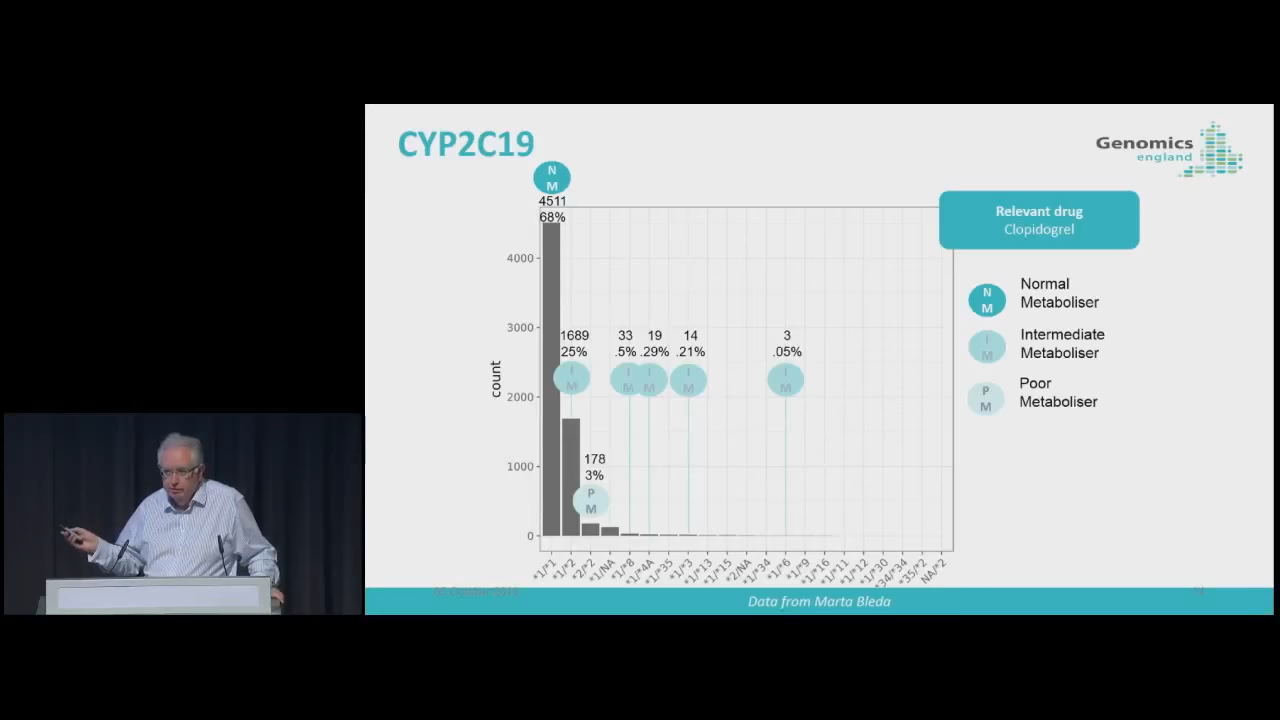 CYP2C19
Genomics
england
N
M
4511
68%
Relevant drug
Clopidogrel
4000
3000
2000
1000
0
count
1689
25%
I
M
33
.5%
I
M
19
.29%
I
M
14
.21%
I
M
3
.05%
I
M
178
3%
P
M
N
M
Normal
Metaboliser
I
M
Intermediate
Metaboliser
P
M
Poor
Metaboliser
*1/*1
*1/*2
*2/*2
*1/NA
*1/*8
*1/*4A
*1/*35
*1/*3
*1/*13
*1/*15
*2/NA
*1/*34
*1/*6
*1/*9
*1/*16
*1/*11
*1/*12
*1/*30
*34/*34
*35/*2
NA/*2
Data from Marta Bleda